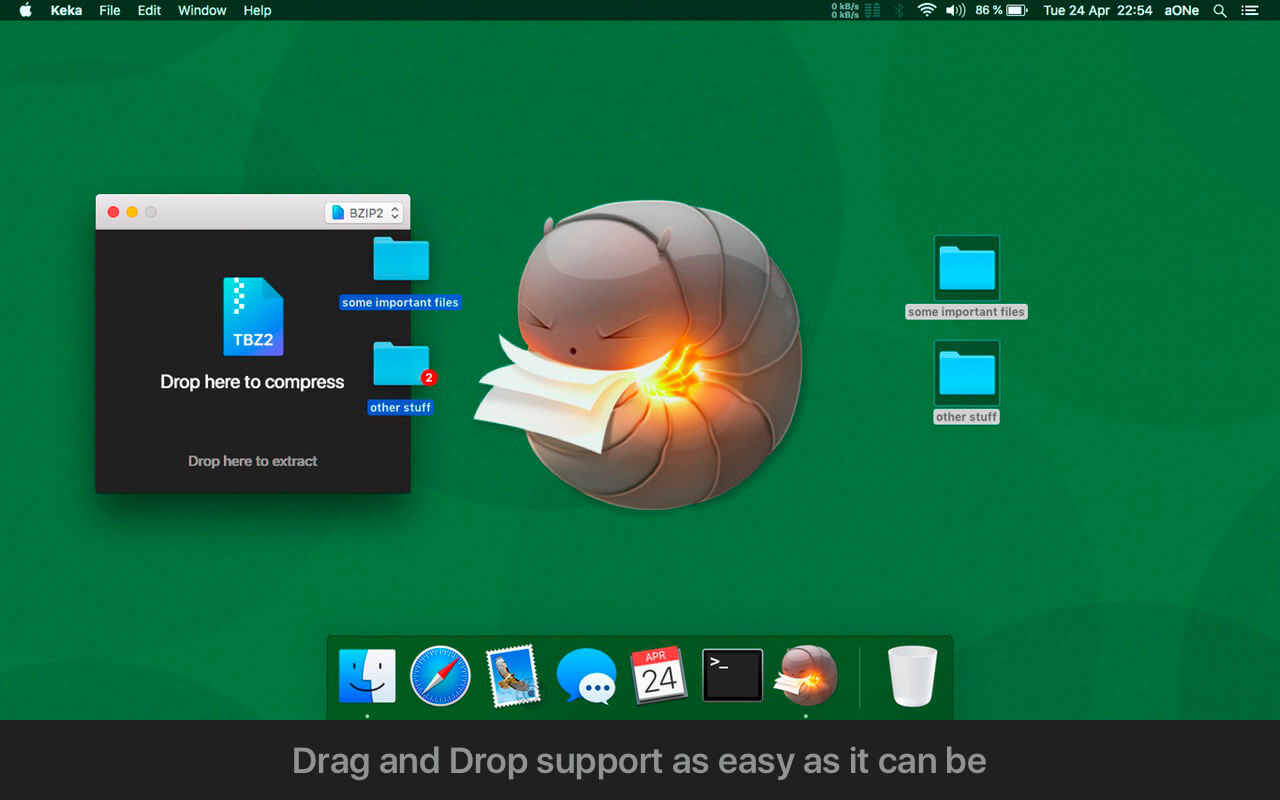 Keka File Edit Window Help
0 kB/s
0 kB/s
86 % Tue 24 Apr 22:54 aONe
BZIP2
TBZ2
Drop here to compress
Drop here to extract
some important files
2
other stuff
some important files
other stuff
APR
24
>_
Drag and Drop support as easy as it can be